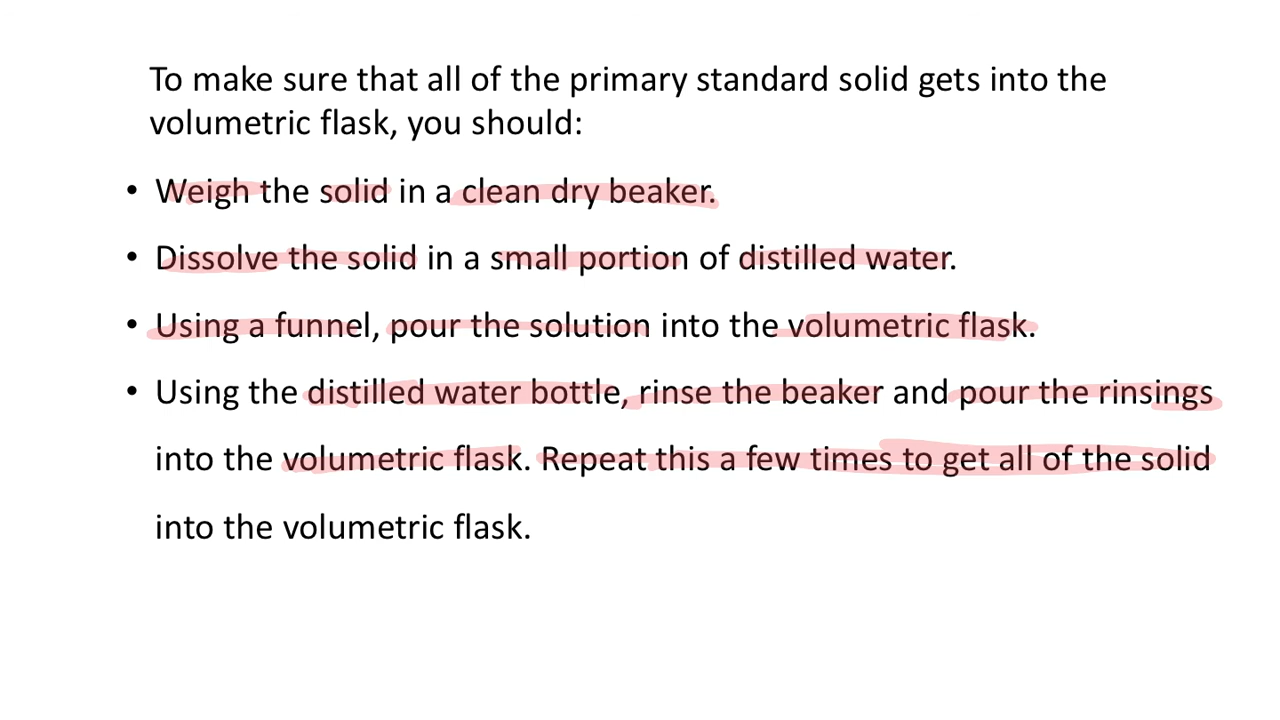 To make sure that all of the primary standard solid gets into the
volumetric flask, you should:
• Weigh the solid in a clean dry beaker.
• Dissolve the solid in a small portion of distilled water.
• Using a funnel, pour the solution into the volumetric flask.
• Using the distilled water bottle, rinse the beaker and pour the rinsings
into the volumetric flask. Repeat this a few times to get all of the solid
into the volumetric flask.